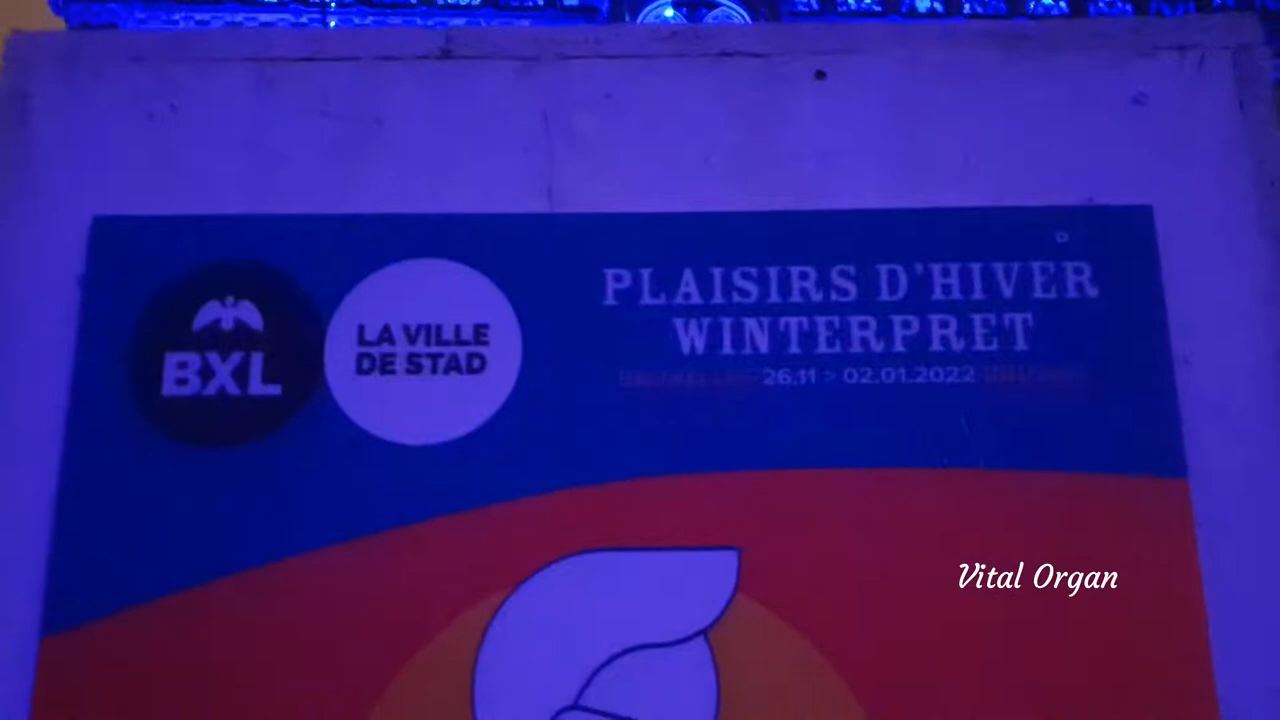 BXL
LA VILLE
DE STAD
PLAISIRS D'HIVER
WINTERPRET
26.11 > 02.01.2022
Vital Organ